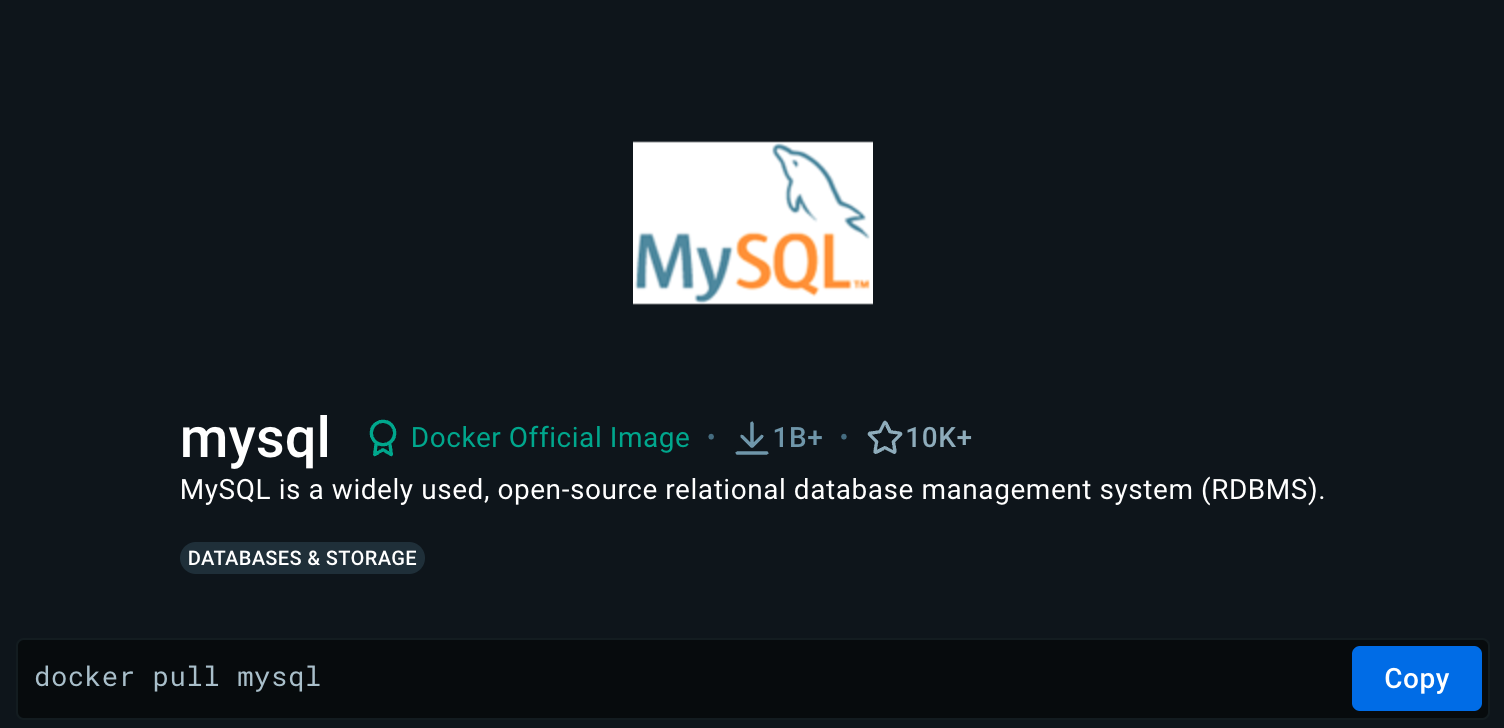 MySQL™
mysql Docker Official Image · 1B+ · 10K+
MySQL is a widely used, open-source relational database management system (RDBMS).
DATABASES & STORAGE
docker pull mysql Copy